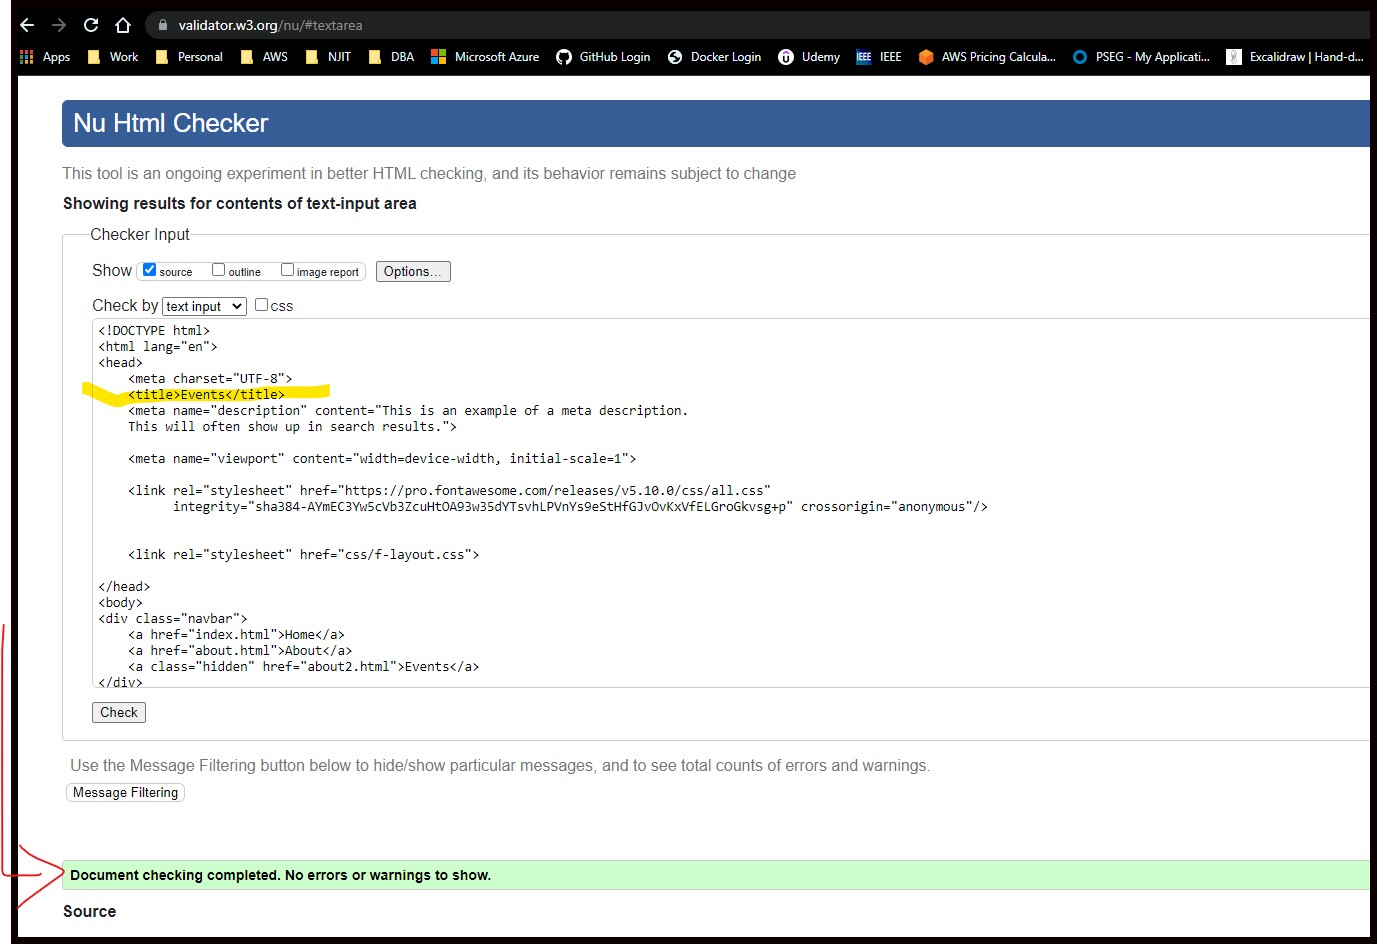 validator.w3.org/nu/#textarea
Apps Work Personal AWS NJIT DBA Microsoft Azure GitHub Login Docker Login Udemy IEEE IEEE AWS Pricing Calcula... PSEG - My Applicati... Excalidraw | Hand-d...
Nu Html Checker
This tool is an ongoing experiment in better HTML checking, and its behavior remains subject to change
Showing results for contents of text-input area
Checker Input
Show source outline image report Options...
Check by text input css
<!DOCTYPE html>
<html lang="en">
<head>
    <meta charset="UTF-8">
    <title>Events</title>
    <meta name="description" content="This is an example of a meta description.
    This will often show up in search results.">
    <meta name="viewport" content="width=device-width, initial-scale=1">
    <link rel="stylesheet" href="https://pro.fontawesome.com/releases/v5.10.0/css/all.css"
          integrity="sha384-AYmEC3Yw5cVb3ZcuHtOA93w35dYTsvhLPVnYs9eStHfGJvOvKxVfELGroGkvsg+p" crossorigin="anonymous"/>
    <link rel="stylesheet" href="css/f-layout.css">
</head>
<body>
<div class="navbar">
    <a href="index.html">Home</a>
    <a href="about.html">About</a>
    <a class="hidden" href="about2.html">Events</a>
</div>
Check
Use the Message Filtering button below to hide/show particular messages, and to see total counts of errors and warnings.
Message Filtering
Document checking completed. No errors or warnings to show.
Source